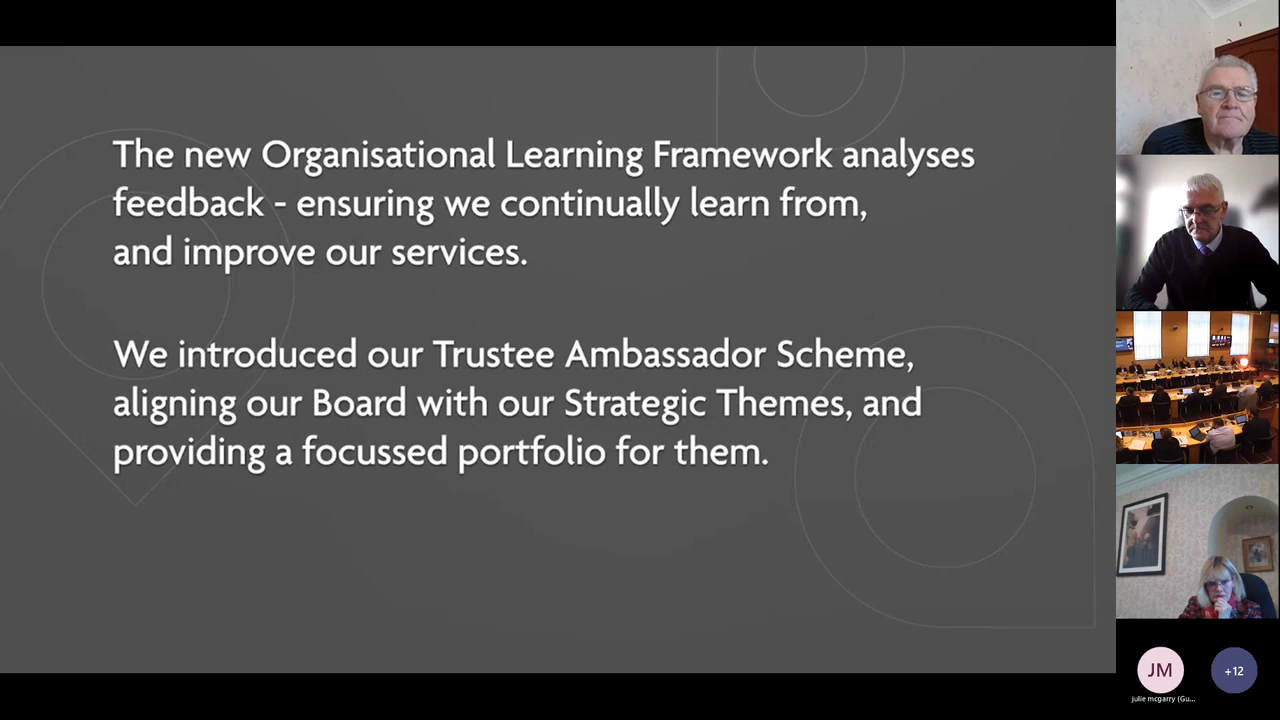 The new Organisational Learning Framework analyses
feedback - ensuring we continually learn from,
and improve our services.
We introduced our Trustee Ambassador Scheme,
aligning our Board with our Strategic Themes, and
providing a focussed portfolio for them.
JM
+12
julie mcgarry (Gu...